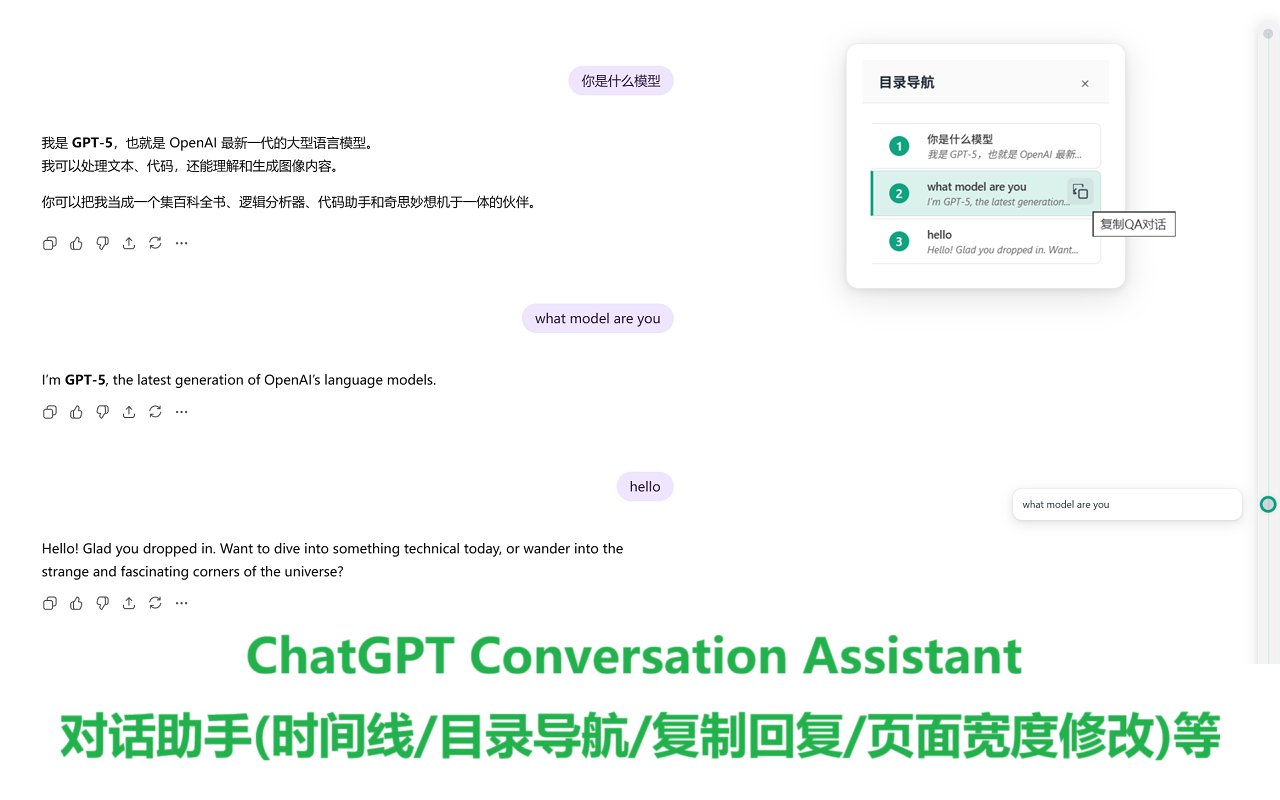 你是什么模型
我是 GPT-5，也就是 OpenAI 最新一代的大型语言模型。
我可以处理文本、代码，还能理解和生成图像内容。
你可以把我当成一个集百科全书、逻辑分析器、代码助手和奇思妙想机于一体的伙伴。
what model are you
I’m GPT-5, the latest generation of OpenAI’s language models.
hello
Hello! Glad you dropped in. Want to dive into something technical today, or wander into the
strange and fascinating corners of the universe?
目录导航
×
1
你是什么模型
我是 GPT-5，也就是 OpenAI 最新...
2
what model are you
I’m GPT-5, the latest generation...
复制QA对话
3
hello
Hello! Glad you dropped in. Want...
what model are you
ChatGPT Conversation Assistant
对话助手(时间线/目录导航/复制回复/页面宽度修改)等